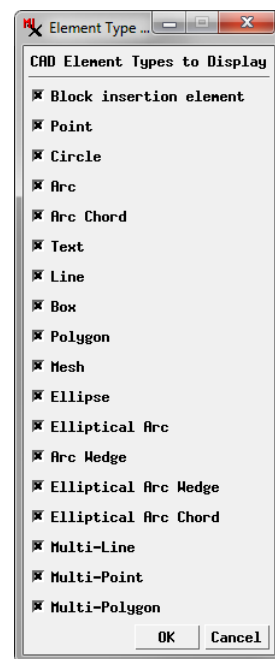 Element Type ...
CAD Element Types to Display
Block insertion element
Point
Circle
Arc
Arc Chord
Text
Line
Box
Polygon
Mesh
Ellipse
Elliptical Arc
Arc Wedge
Elliptical Arc Wedge
Elliptical Arc Chord
Multi-Line
Multi-Point
Multi-Polygon
OK Cancel